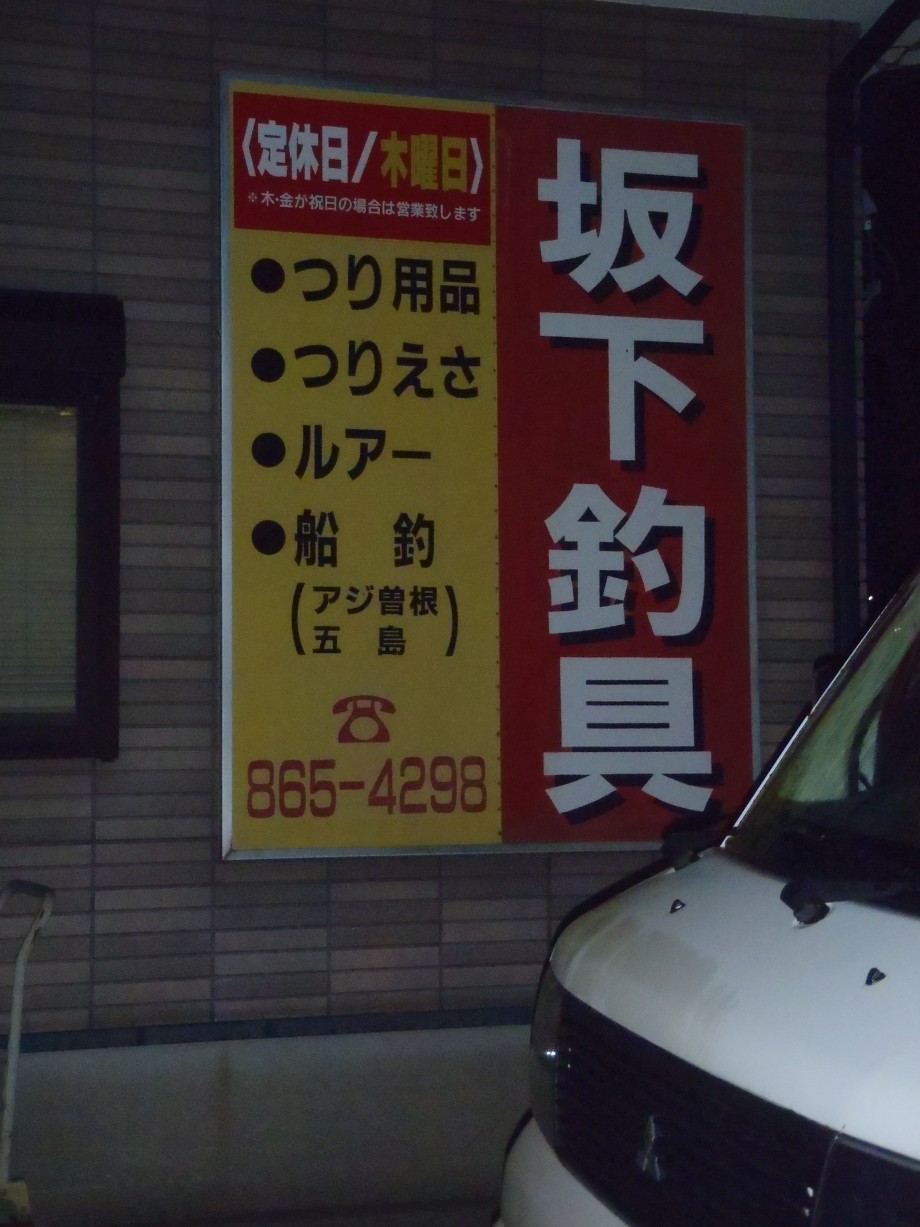 坂下釣具
〈定休日/木曜日〉
※木・金が祝日の場合は営業致します
●つり用品
●つりえさ
●ルアー
●船 釣
(アジ曽根
五 島)
☎
865-4298